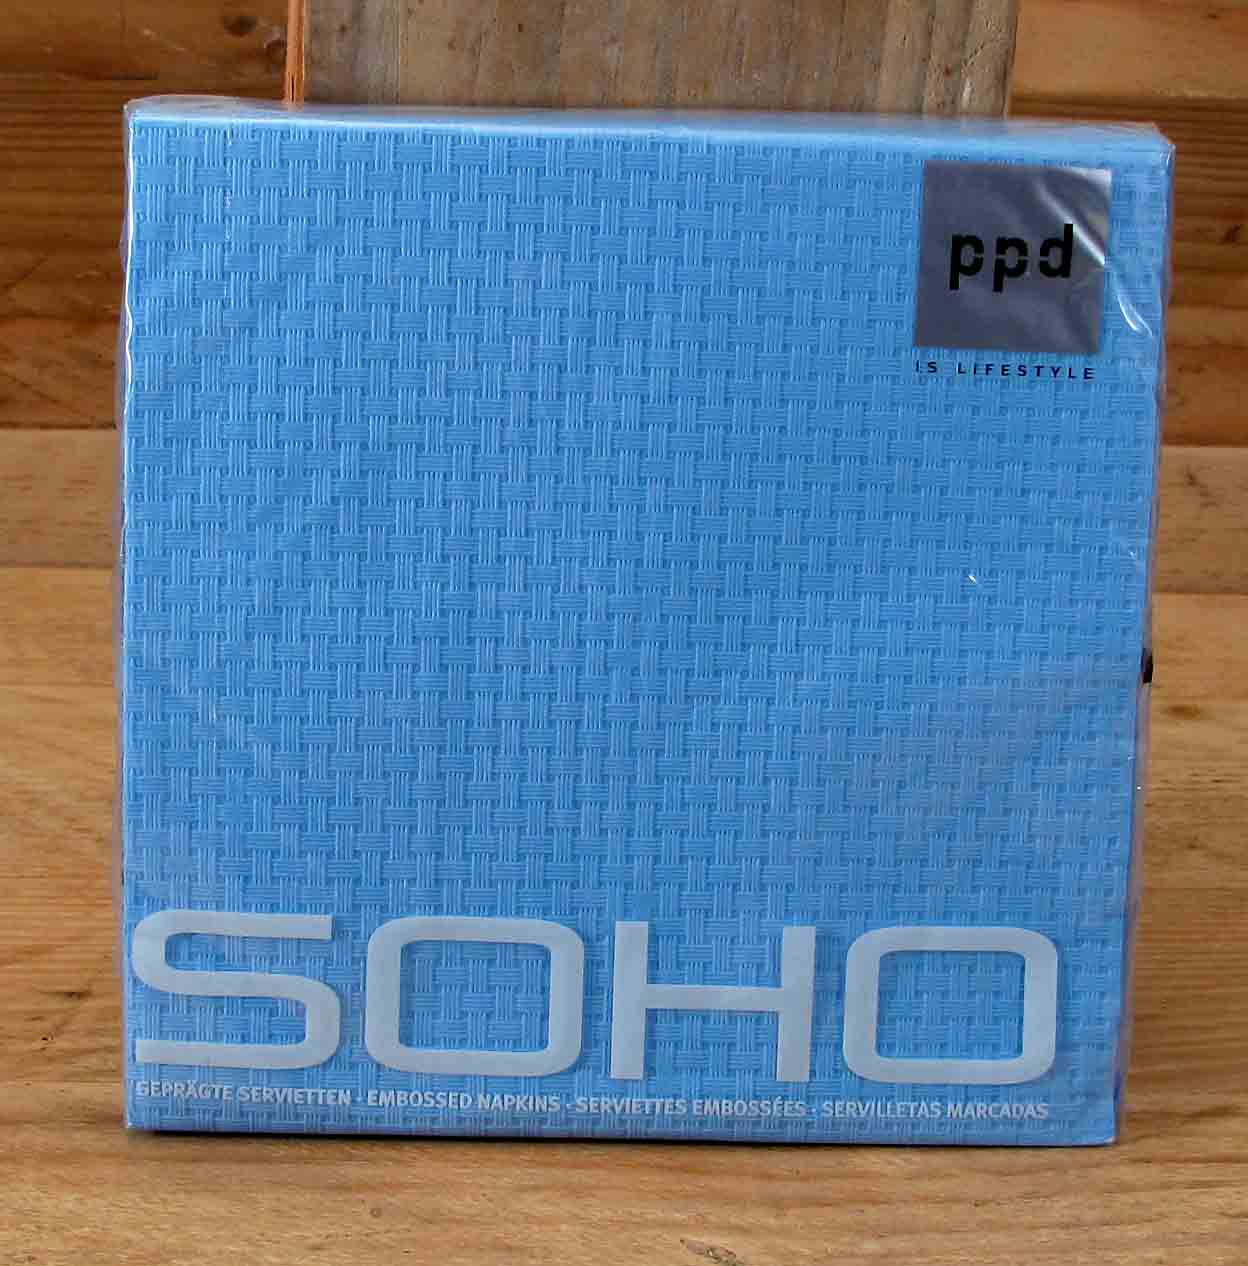 ppd
IS LIFESTYLE
SOHO
GEPRÄGTE SERVIETTEN · EMBOSSED NAPKINS · SERVIETTES EMBOSSÉES · SERVILLETAS MARCADAS